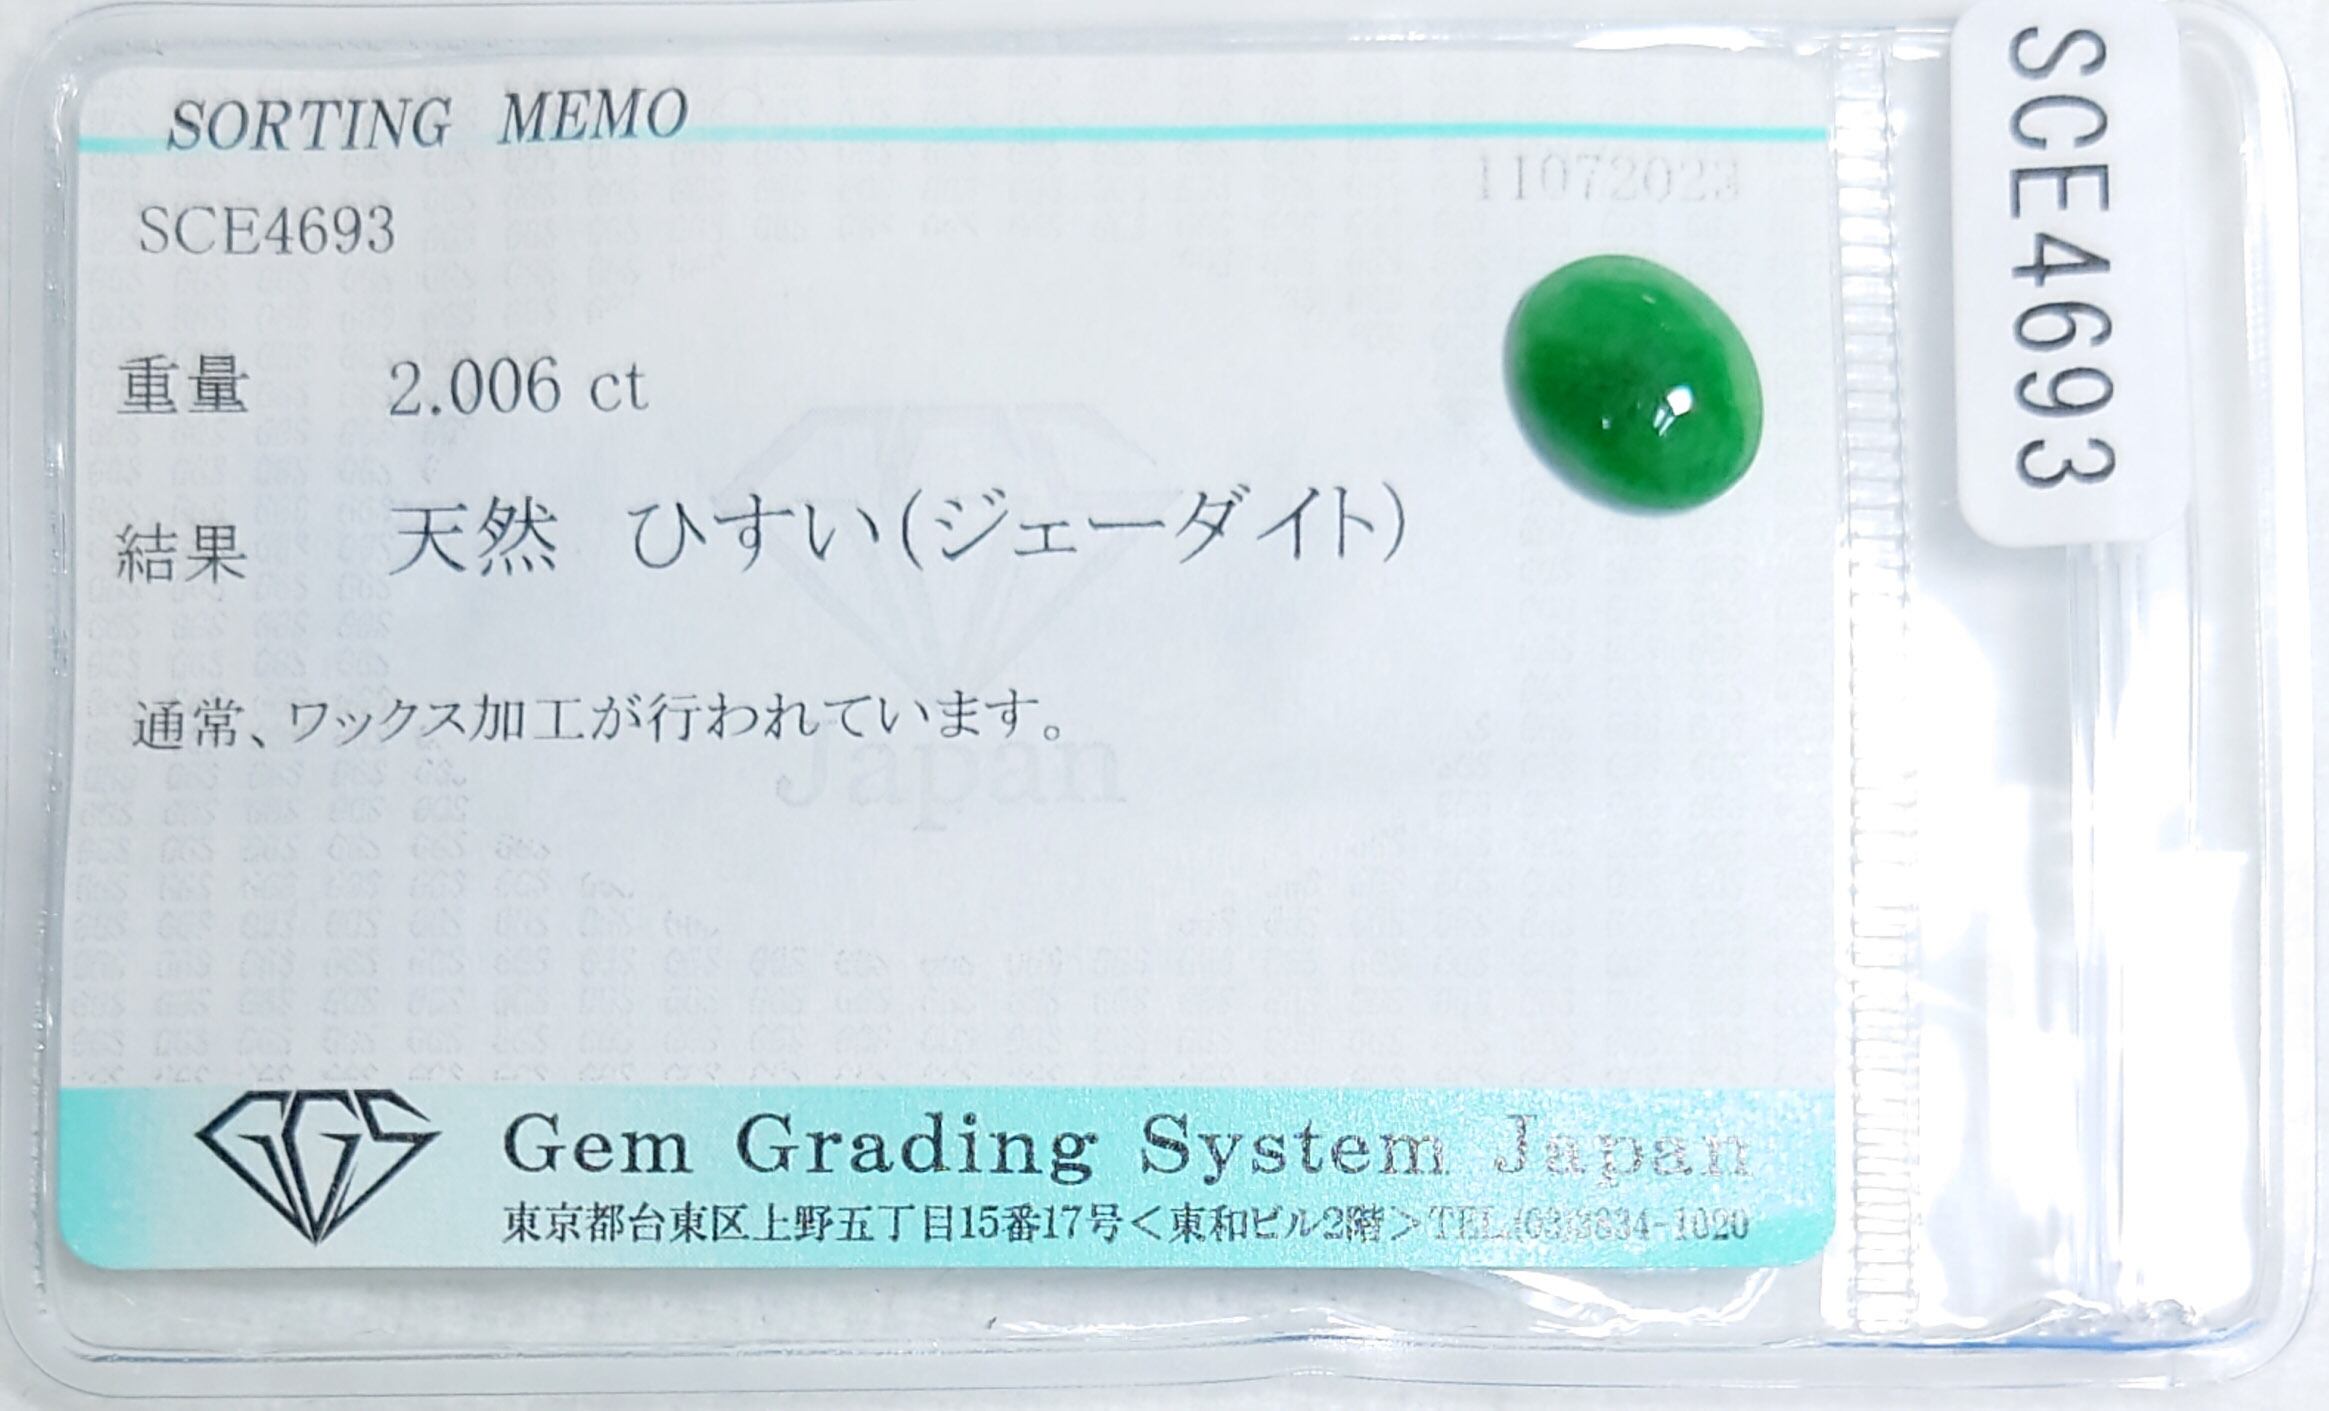 SORTING MEMO
11072023
SCE4693
重量 2.006 ct
結果 天然 ひすい(ジェーダイト)
通常、ワックス加工が行われています。
Japan
GGS
Gem Grading System Japan
東京都台東区上野五丁目15番17号<東和ビル2階>TEL(03)3834-1020
SCE4693